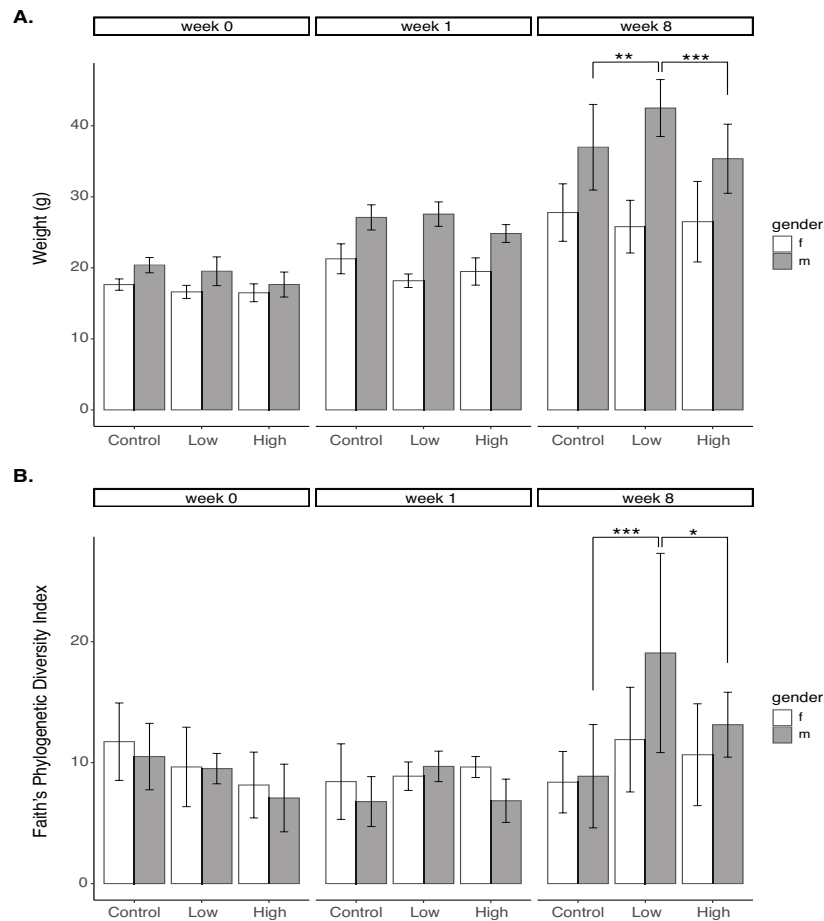 A.
week 0
week 1
week 8
** ***
Weight (g)
40
30
20
10
0
gender
f
m
Control Low High Control Low High Control Low High
B.
week 0
week 1
week 8
*** *
Faith's Phylogenetic Diversity Index
20
10
0
gender
f
m
Control Low High Control Low High Control Low High